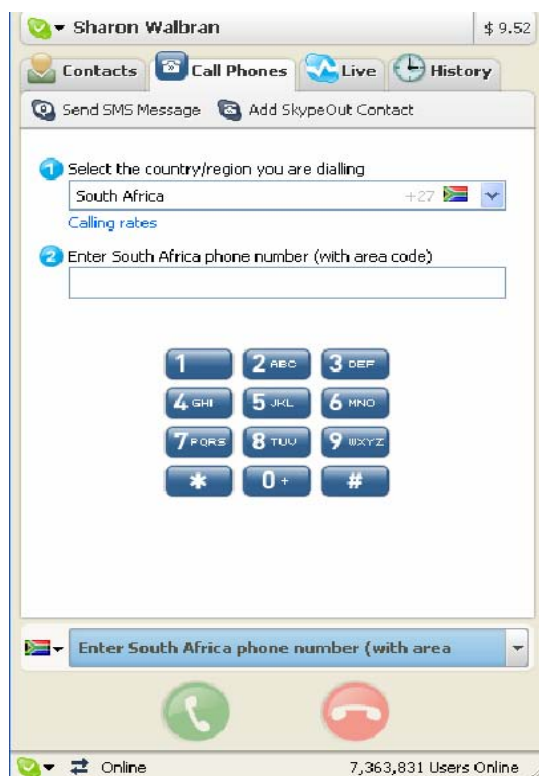 Sharon Walbran $ 9.52
Contacts Call Phones Live History
Send SMS Message Add SkypeOut Contact
1 Select the country/region you are dialling
South Africa +27
Calling rates
2 Enter South Africa phone number (with area code)
1 2 ABC 3 DEF
4 GHI 5 JKL 6 MNO
7 PQRS 8 TUV 9 WXYZ
* 0 + #
Enter South Africa phone number (with area
Online 7,363,831 Users Online